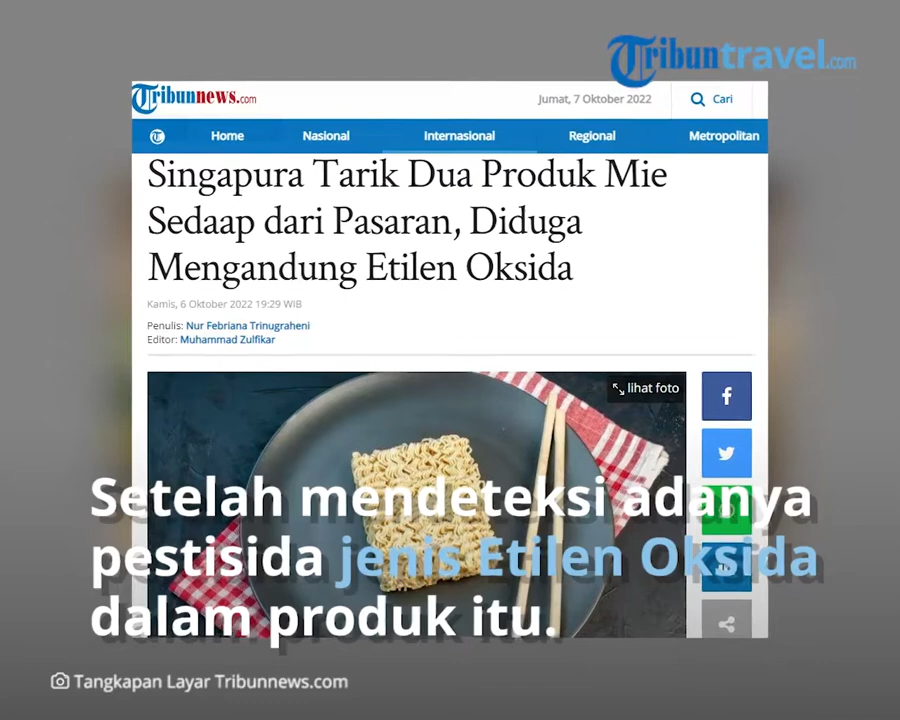 Tribuntravel.com
Tribunnews.com
Jumat, 7 Oktober 2022
Cari
Home Nasional Internasional Regional Metropolitan
Singapura Tarik Dua Produk Mie
Sedaap dari Pasaran, Diduga
Mengandung Etilen Oksida
Kamis, 6 Oktober 2022 19:29 WIB
Penulis: Nur Febriana Trinugraheni
Editor: Muhammad Zulfikar
lihat foto
Setelah mendeteksi adanya
pestisida jenis Etilen Oksida
dalam produk itu.
Tangkapan Layar Tribunnews.com